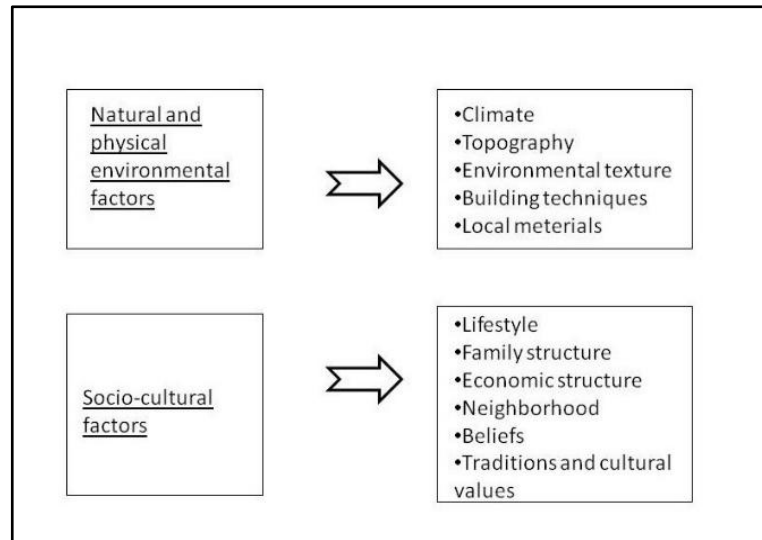 Natural and
physical
environmental
factors
•Climate
•Topography
•Environmental texture
•Building techniques
•Local meterials
Socio-cultural
factors
•Lifestyle
•Family structure
•Economic structure
•Neighborhood
•Beliefs
•Traditions and cultural
values